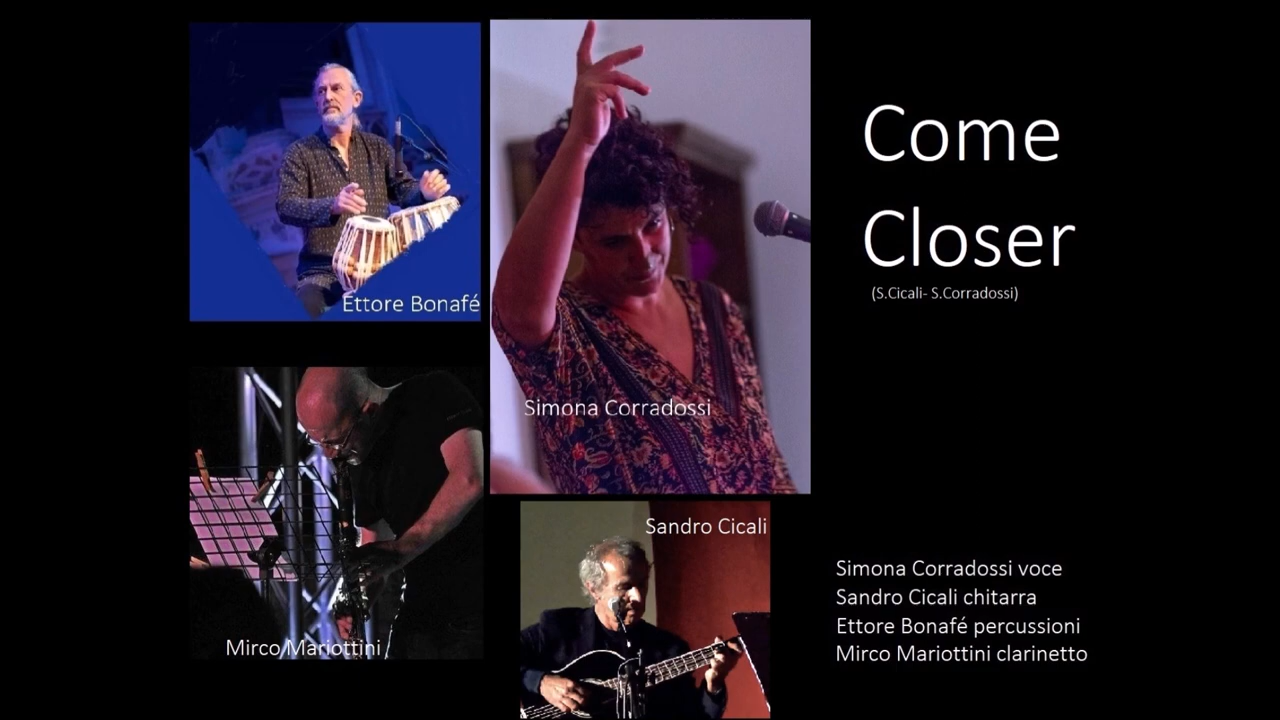 Come
Closer
(S.Cicali- S.Corradossi)
Ettore Bonafé
Simona Corradossi
Mirco Mariottini
Sandro Cicali
Simona Corradossi voce
Sandro Cicali chitarra
Ettore Bonafé percussioni
Mirco Mariottini clarinetto